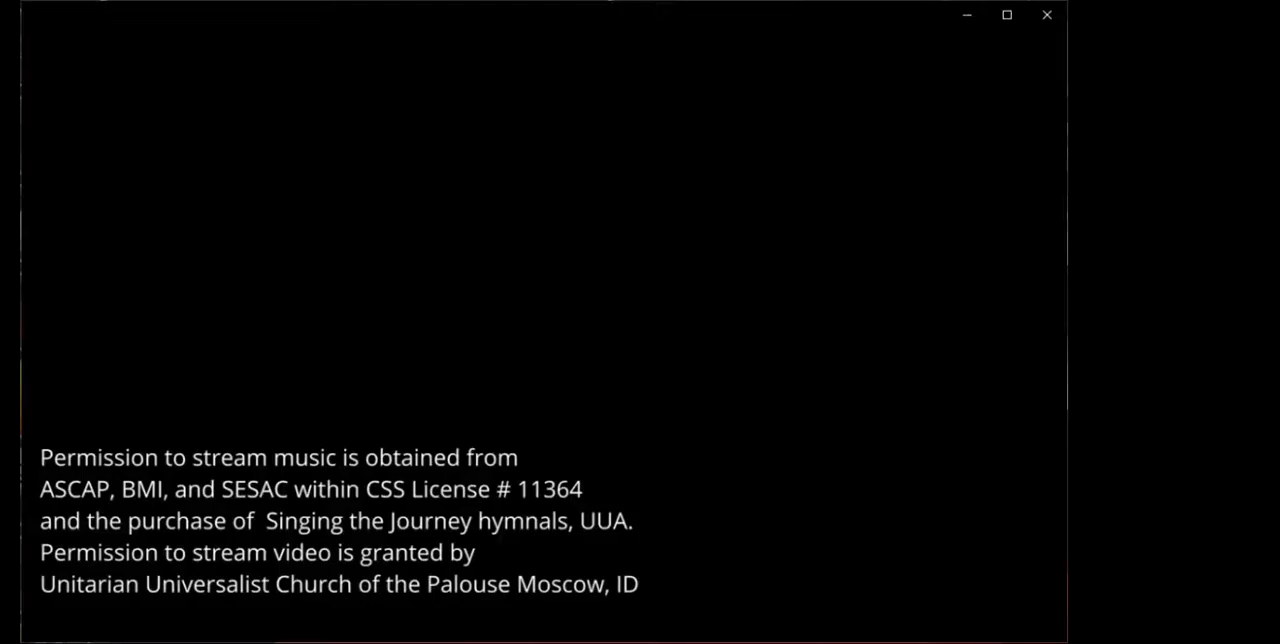 Permission to stream music is obtained from
ASCAP, BMI, and SESAC within CSS License # 11364
and the purchase of  Singing the Journey hymnals, UUA.
Permission to stream video is granted by
Unitarian Universalist Church of the Palouse Moscow, ID